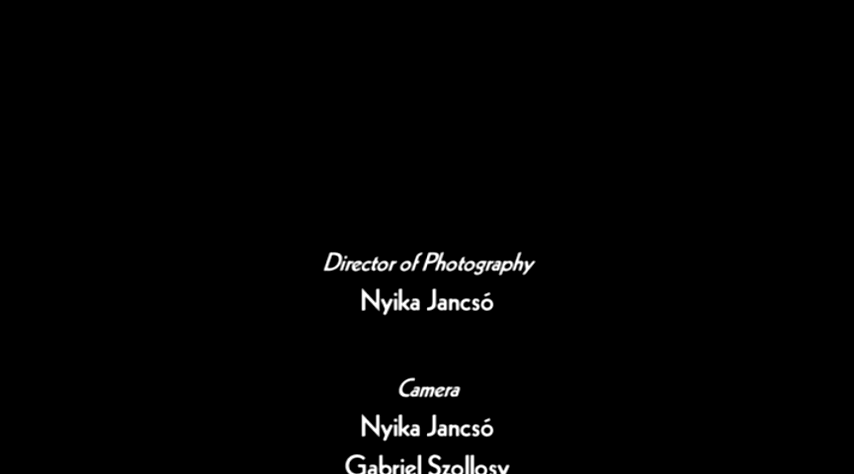 Director of Photography
Nyika Jancsó
Camera
Nyika Jancsó
Gabriel Szollosy